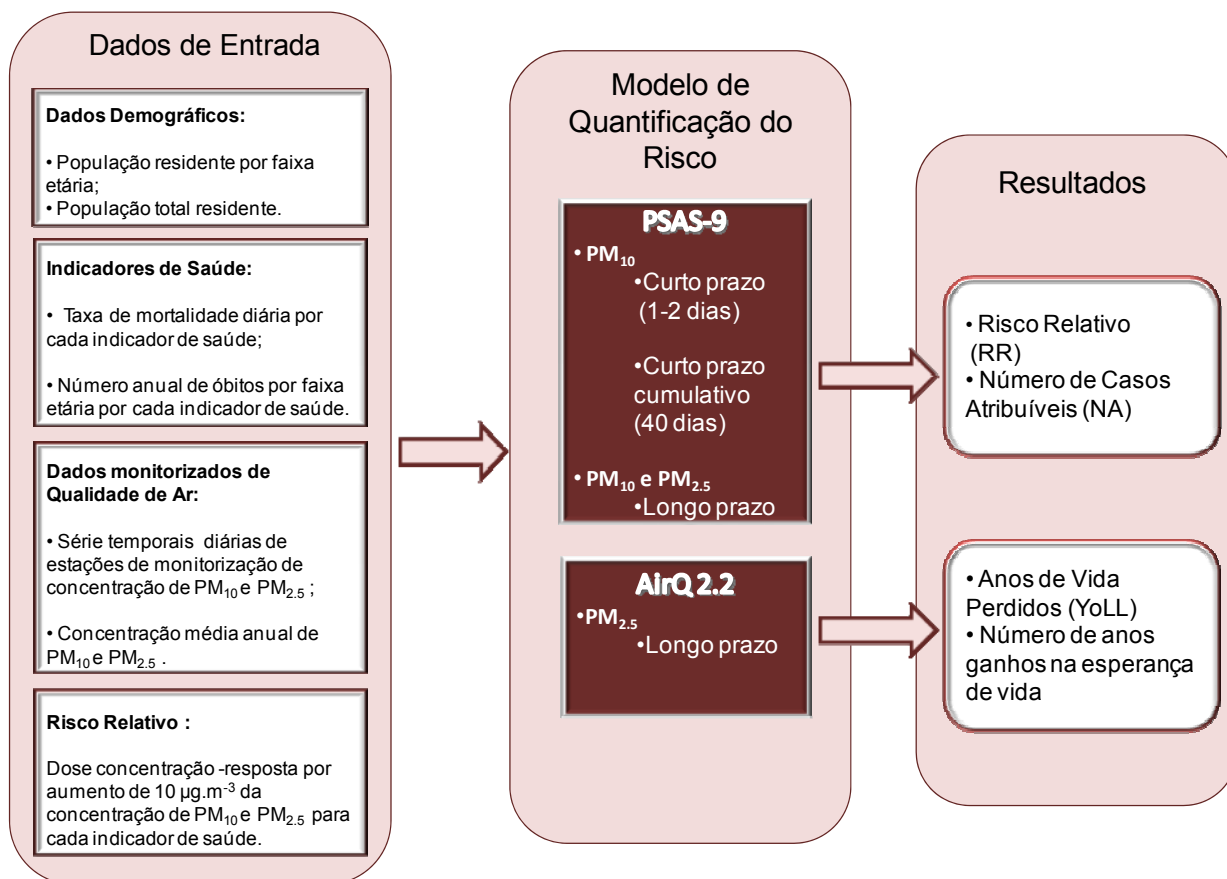 Dados de Entrada
Dados Demográficos:
• População residente por faixa
etária;
• População total residente.
Indicadores de Saúde:
• Taxa de mortalidade diária por
cada indicador de saúde;
• Número anual de óbitos por faixa
etária por cada indicador de saúde.
Dados monitorizados de
Qualidade de Ar:
• Série temporais diárias de
estações de monitorização de
concentração de PM10 e PM2.5 ;
• Concentração média anual de
PM10 e PM2.5 .
Risco Relativo :
Dose concentração -resposta por
aumento de 10 µg.m-3 da
concentração de PM10 e PM2.5 para
cada indicador de saúde.
Modelo de
Quantificação do
Risco
PSAS-9
• PM10
•Curto prazo
(1-2 dias)
•Curto prazo
cumulativo
(40 dias)
• PM10 e PM2.5
•Longo prazo
AirQ 2.2
•PM2.5
•Longo prazo
Resultados
• Risco Relativo
(RR)
• Número de Casos
Atribuíveis (NA)
• Anos de Vida
Perdidos (YoLL)
• Número de anos
ganhos na esperança
de vida